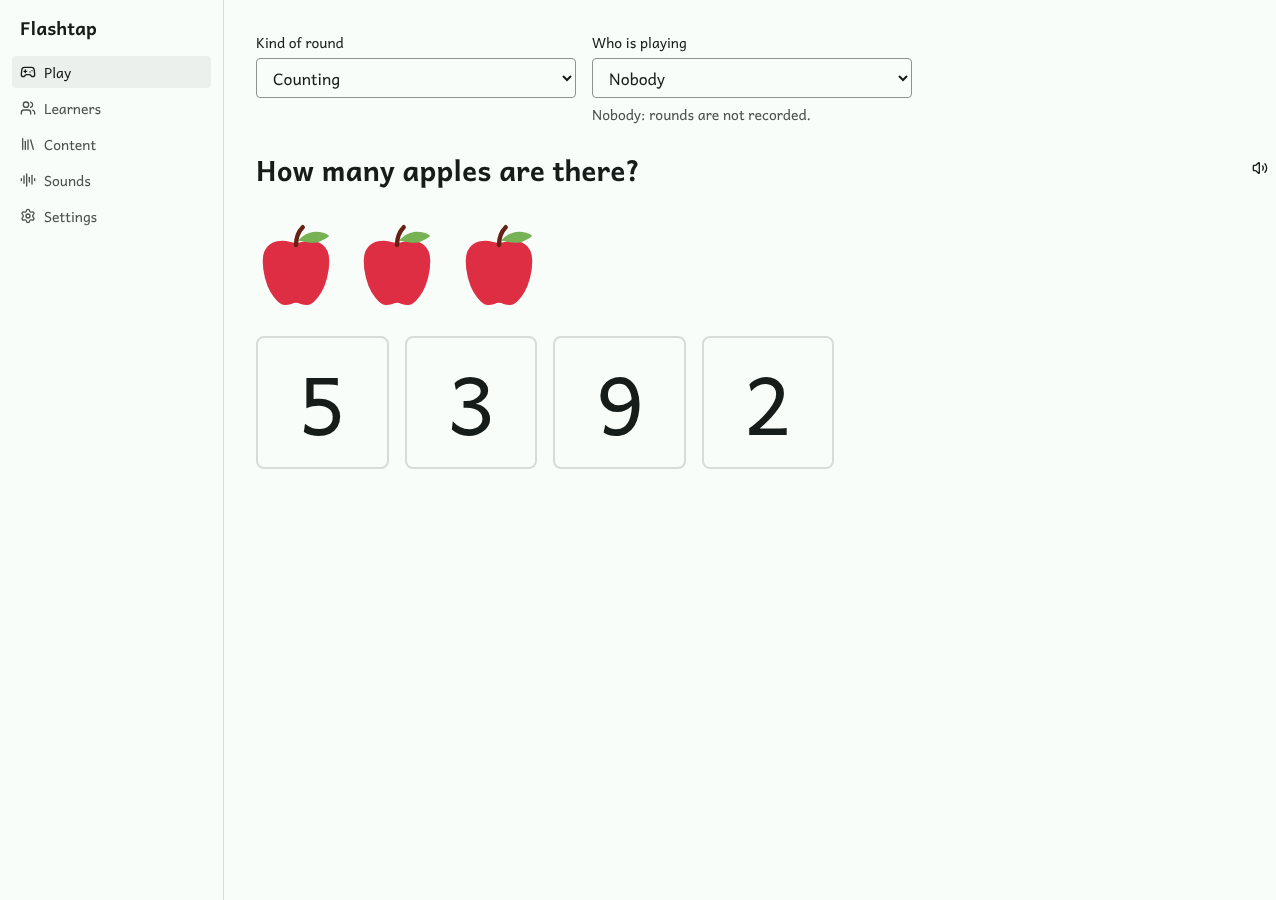 Flashtap
Play
Learners
Content
Sounds
Settings
Kind of round
Counting
Who is playing
Nobody
Nobody: rounds are not recorded.
How many apples are there?
5
3
9
2